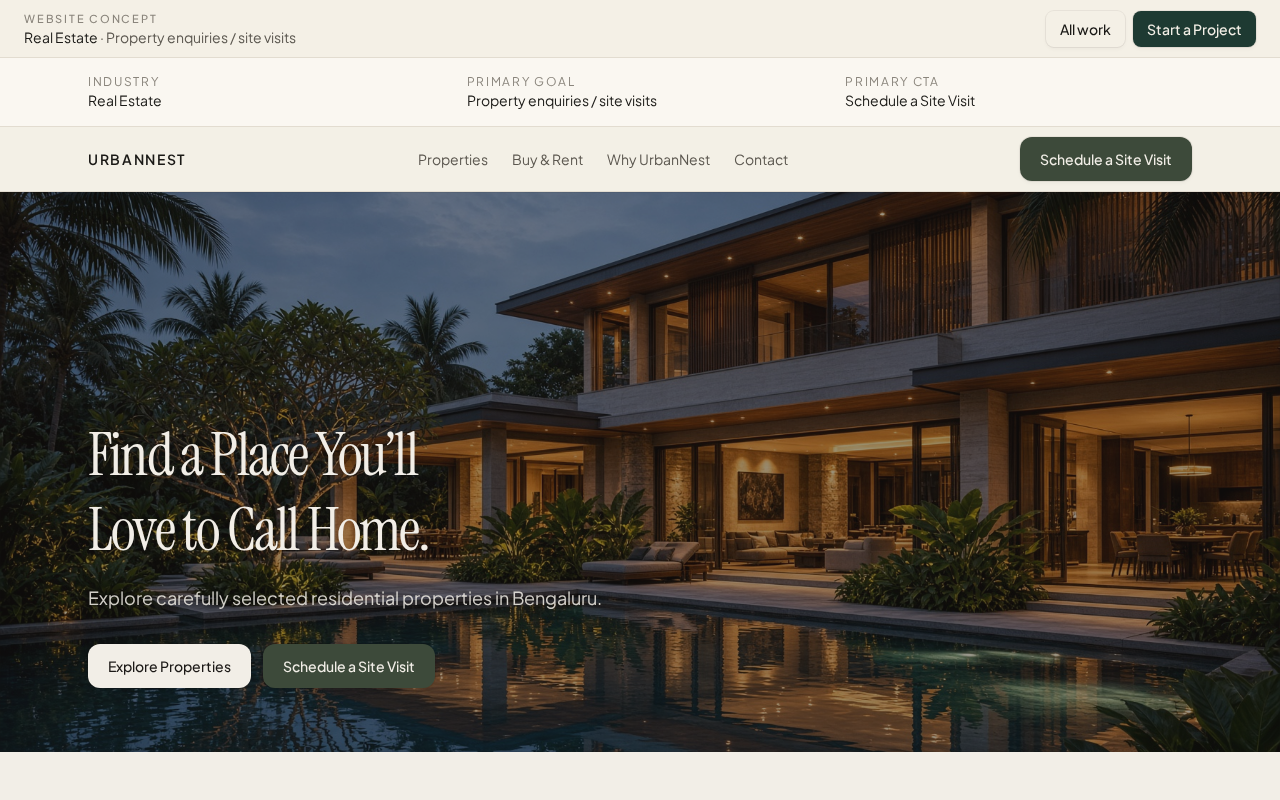 WEBSITE CONCEPT
Real Estate · Property enquiries / site visits
All work
Start a Project
INDUSTRY
Real Estate
PRIMARY GOAL
Property enquiries / site visits
PRIMARY CTA
Schedule a Site Visit
URBANNEST
Properties
Buy & Rent
Why UrbanNest
Contact
Schedule a Site Visit
Find a Place You’ll
Love to Call Home.
Explore carefully selected residential properties in Bengaluru.
Explore Properties
Schedule a Site Visit